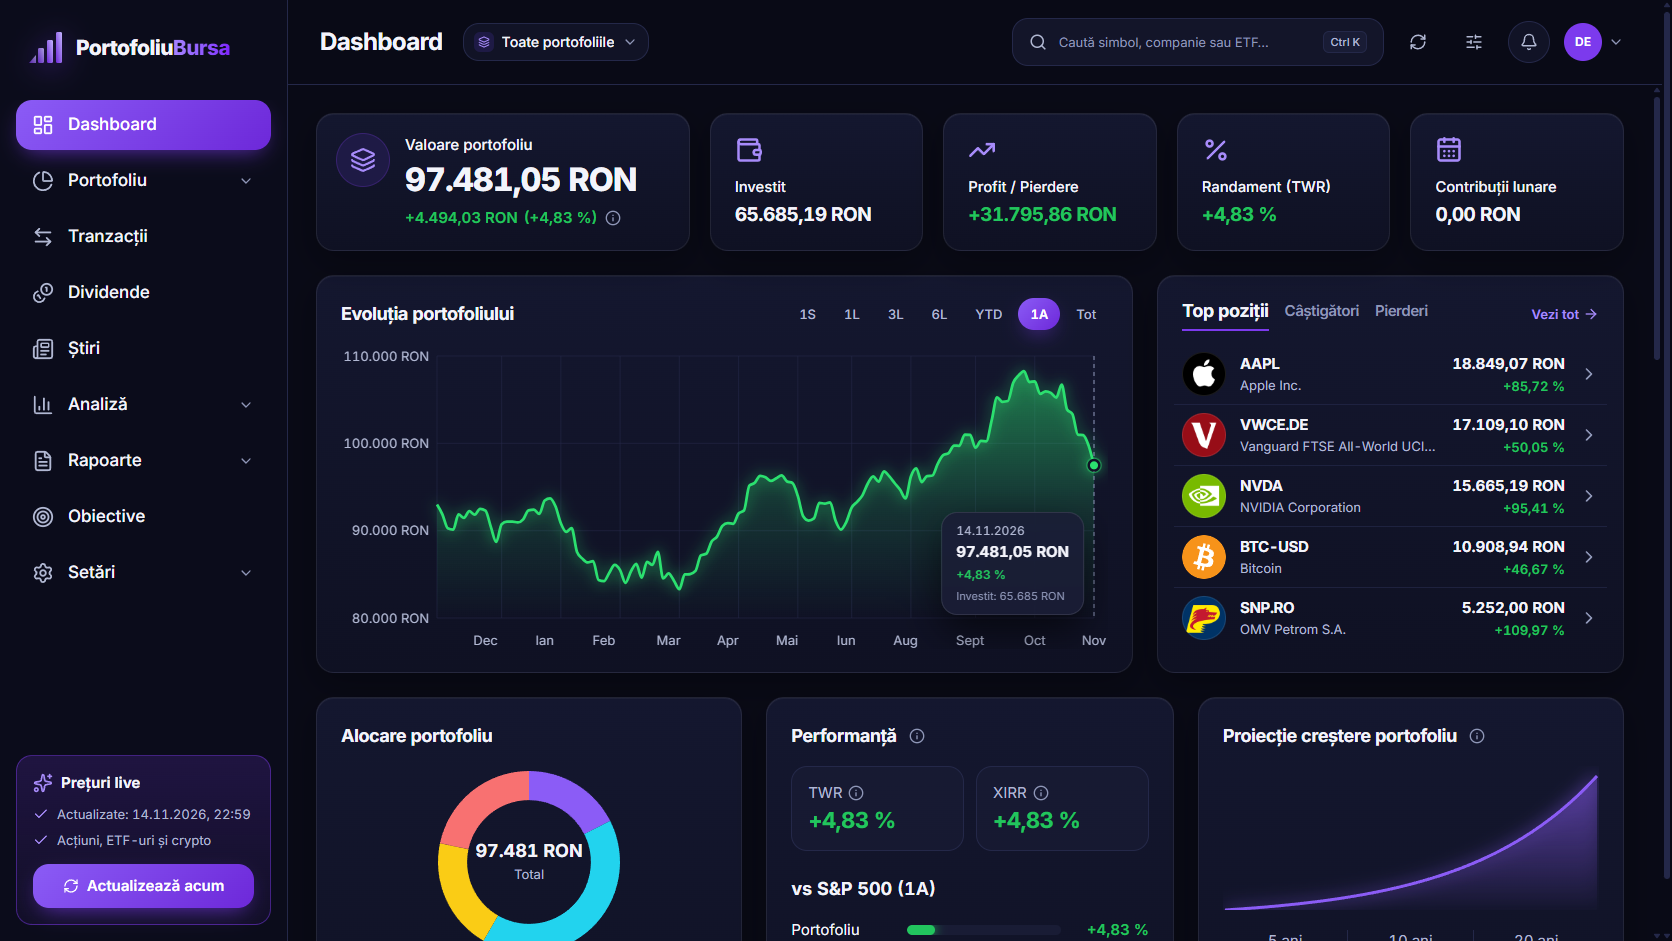 PortofoliuBursa
Dashboard
Portofoliu
Tranzacții
Dividende
Știri
Analiză
Rapoarte
Obiective
Setări
Prețuri live
Actualizate: 14.11.2026, 22:59
Acțiuni, ETF-uri și crypto
Actualizează acum
Dashboard
Toate portofoliile
Caută simbol, companie sau ETF...
Ctrl K
DE
Valoare portofoliu
97.481,05 RON
+4.494,03 RON (+4,83 %)
Investit
65.685,19 RON
Profit / Pierdere
+31.795,86 RON
Randament (TWR)
+4,83 %
Contribuții lunare
0,00 RON
Evoluția portofoliului
1S 1L 3L 6L YTD 1A Tot
110.000 RON
100.000 RON
90.000 RON
80.000 RON
14.11.2026
97.481,05 RON
+4,83 %
Investit: 65.685 RON
Dec Ian Feb Mar Apr Mai Iun Aug Sept Oct Nov
Top poziții Câștigători Pierderi Vezi tot
AAPL 18.849,07 RON
Apple Inc. +85,72 %
VWCE.DE 17.109,10 RON
Vanguard FTSE All-World UCI... +50,05 %
NVDA 15.665,19 RON
NVIDIA Corporation +95,41 %
BTC-USD 10.908,94 RON
Bitcoin +46,67 %
SNP.RO 5.252,00 RON
OMV Petrom S.A. +109,97 %
Alocare portofoliu
97.481 RON
Total
Performanță
TWR
+4,83 %
XIRR
+4,83 %
vs S&P 500 (1A)
Portofoliu +4,83 %
Proiecție creștere portofoliu
5 ani 10 ani 20 ani